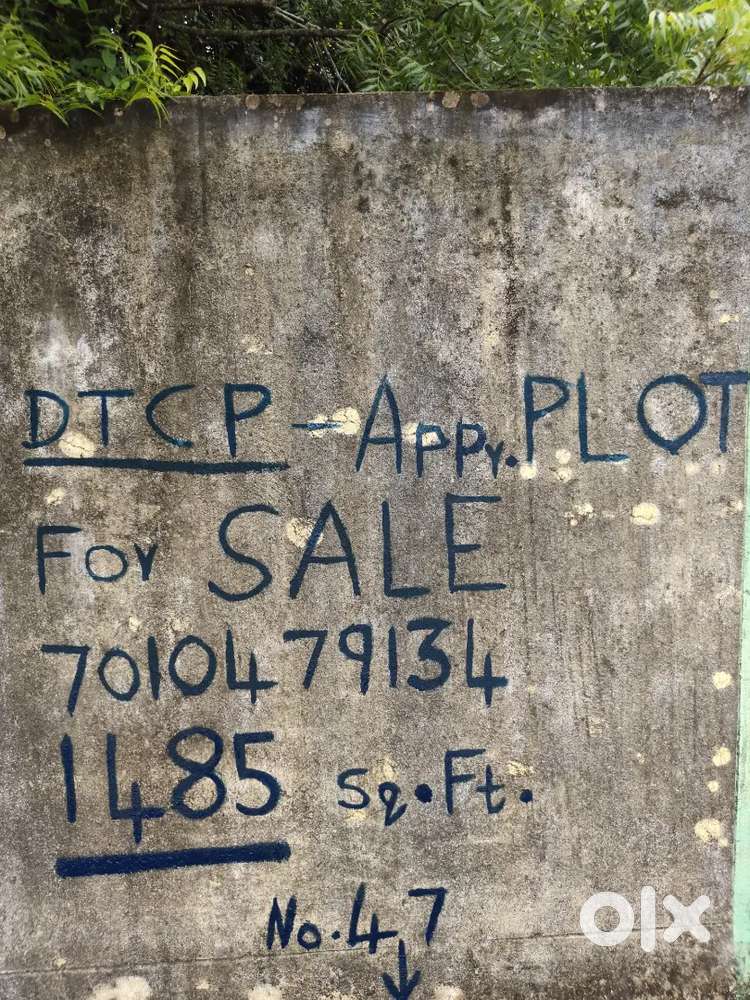 DTCP - Appr. PLOT
For SALE
7010479134
1485 Sq.Ft.
No.47
↓
olx